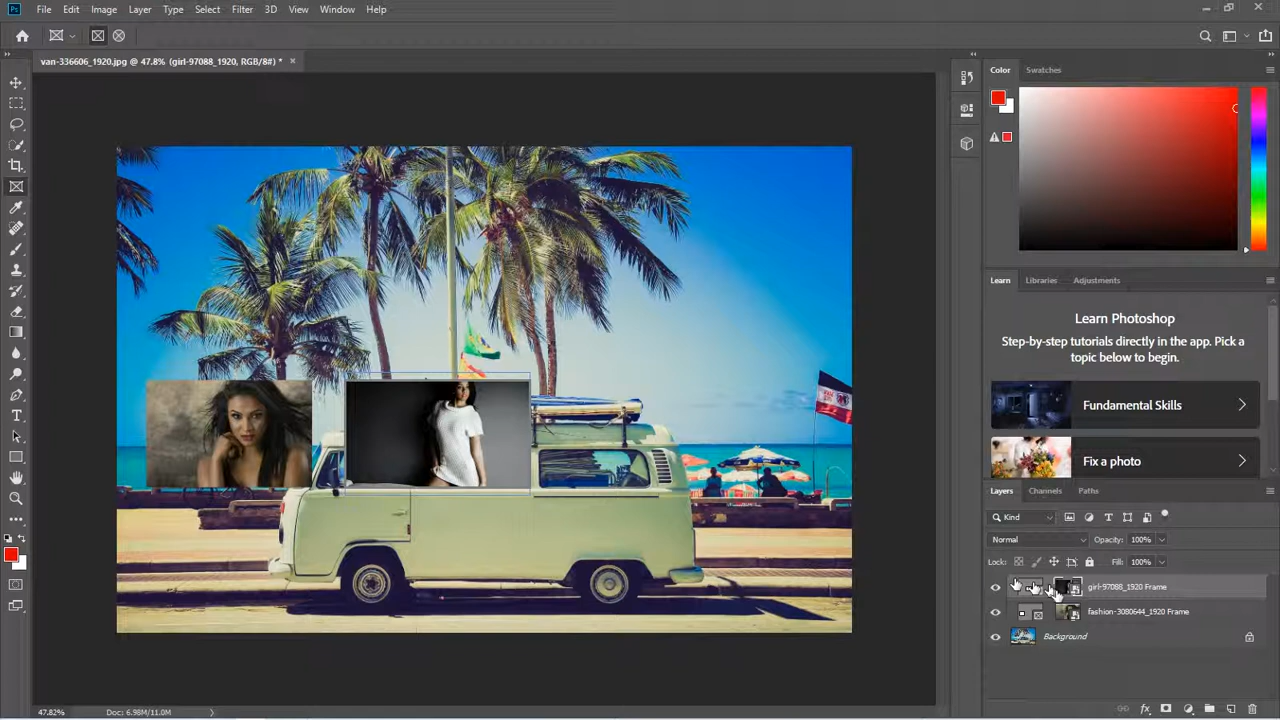 Ps File Edit Image Layer Type Select Filter 3D View Window Help
van-336606_1920.jpg @ 47.8% (girl-97088_1920, RGB/8#) * ×
Color Swatches
Learn Libraries Adjustments
Learn Photoshop
Step-by-step tutorials directly in the app. Pick a
topic below to begin.
Fundamental Skills
Fix a photo
Layers Channels Paths
Kind
Normal Opacity: 100%
Lock: Fill: 100%
girl-97088_1920 Frame
fashion-3080644_1920 Frame
Background
47.82% Doc: 6.98M/11.0M
fx